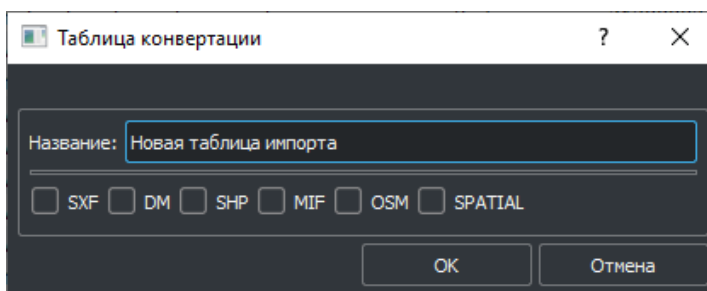 Таблица конвертации ?
Название: Новая таблица импорта
SXF DM SHP MIF OSM SPATIAL
OK Отмена